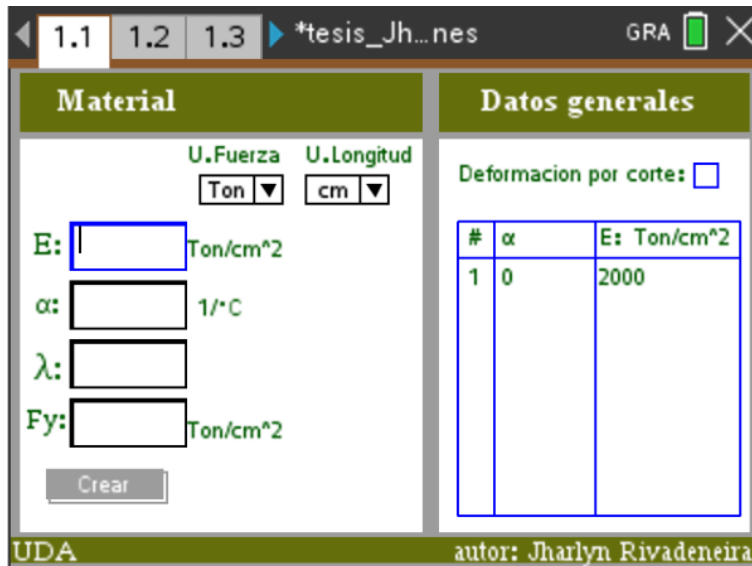 1.1 1.2 1.3 *tesis_Jh...nes GRA
Material
U.Fuerza U.Longitud
Ton cm
E: Ton/cm^2
α: 1/°C
λ:
Fy: Ton/cm^2
Crear
Datos generales
Deformacion por corte:
# α E: Ton/cm^2
1 0 2000
UDA autor: Jharlyn Rivadeneira